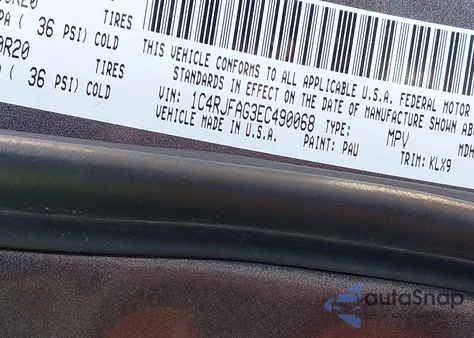 TIRES
PA ( 36 PSI) COLD
0R20
TIRES
( 36 PSI) COLD
THIS VEHICLE CONFORMS TO ALL APPLICABLE U.S.A. FEDERAL MOTOR
STANDARDS IN EFFECT ON THE DATE OF MANUFACTURE SHOWN AB
VIN: 1C4RJFAG3EC490068 TYPE: MPV MDH
VEHICLE MADE IN U.S.A. PAINT: PAU TRIM: KLX9
autoSnap